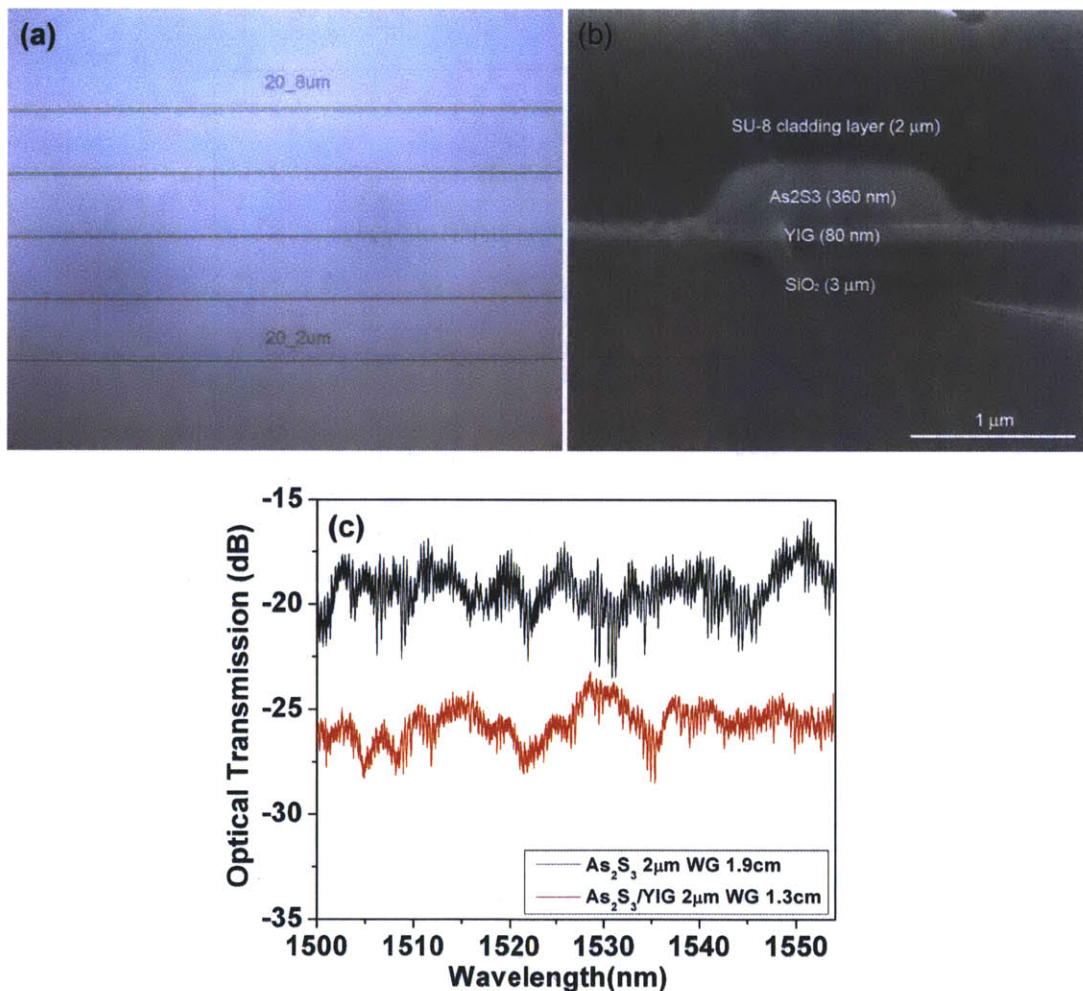 (a)
20_8um
20_2um
(b)
SU-8 cladding layer (2 μm)
As2S3 (360 nm)
YIG (80 nm)
SiO₂ (3 μm)
1 μm
(c)
-15
-20
-25
-30
-35
Optical Transmission (dB)
As₂S₃ 2μm WG 1.9cm
As₂S₃/YIG 2μm WG 1.3cm
1500 1510 1520 1530 1540 1550
Wavelength(nm)